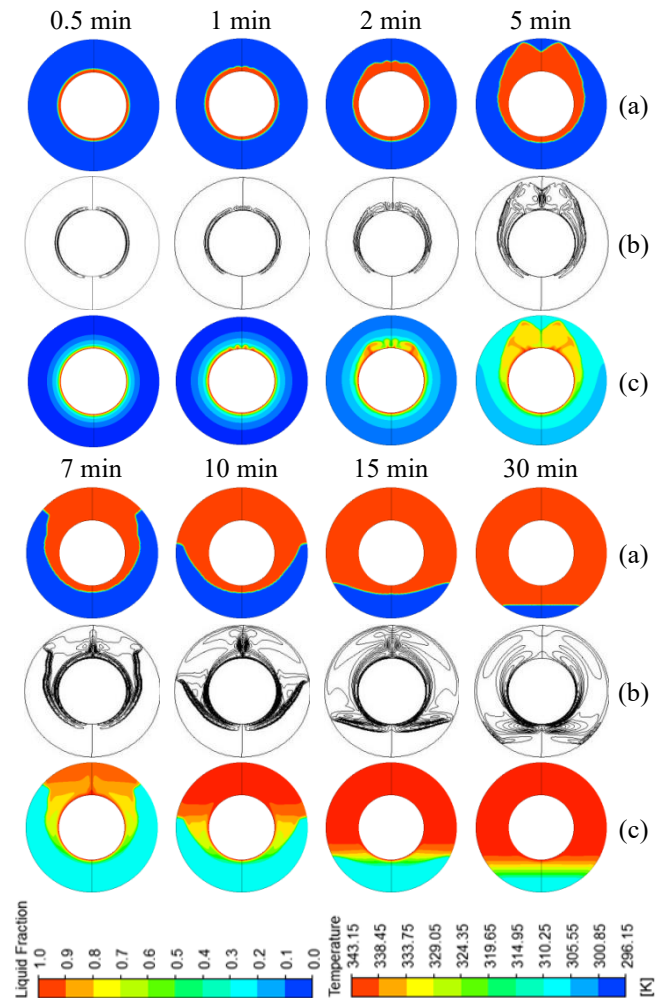 0.5 min 1 min 2 min 5 min
(a)
(b)
(c)
7 min 10 min 15 min 30 min
(a)
(b)
(c)
Liquid Fraction
1.0 0.9 0.8 0.7 0.6 0.5 0.4 0.3 0.2 0.1 0.0
Temperature
343.15 338.45 333.75 329.05 324.35 319.65 314.95 310.25 305.55 300.85 296.15
[K]